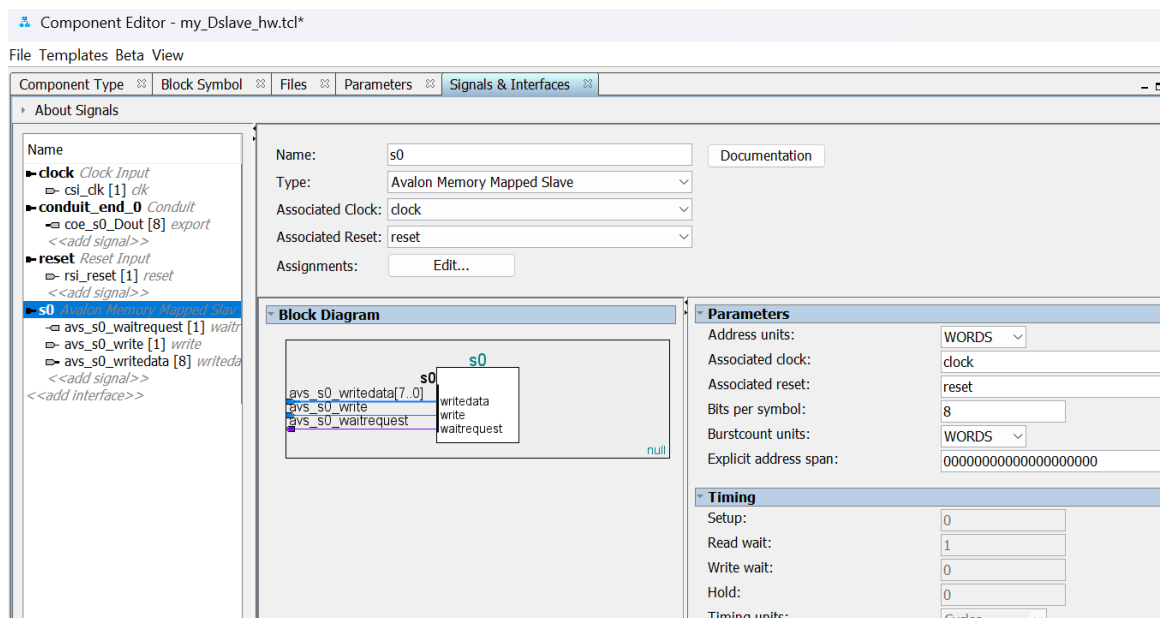 Component Editor - my_Dslave_hw.tcl*
File Templates Beta View
Component Type Block Symbol Files Parameters Signals & Interfaces
About Signals
Name
clock Clock Input
csi_clk [1] clk
conduit_end_0 Conduit
coe_s0_Dout [8] export
<<add signal>>
reset Reset Input
rsi_reset [1] reset
<<add signal>>
s0 Avalon Memory Mapped Slav
avs_s0_waitrequest [1] waitr
avs_s0_write [1] write
avs_s0_writedata [8] writeda
<<add signal>>
<<add interface>>
Name: s0 Documentation
Type: Avalon Memory Mapped Slave
Associated Clock: clock
Associated Reset: reset
Assignments: Edit...
Block Diagram
s0
s0
avs_s0_writedata[7..0] writedata
avs_s0_write write
avs_s0_waitrequest waitrequest
null
Parameters
Address units: WORDS
Associated clock: clock
Associated reset: reset
Bits per symbol: 8
Burstcount units: WORDS
Explicit address span: 00000000000000000000
Timing
Setup: 0
Read wait: 1
Write wait: 0
Hold: 0
Timing units: Cycles